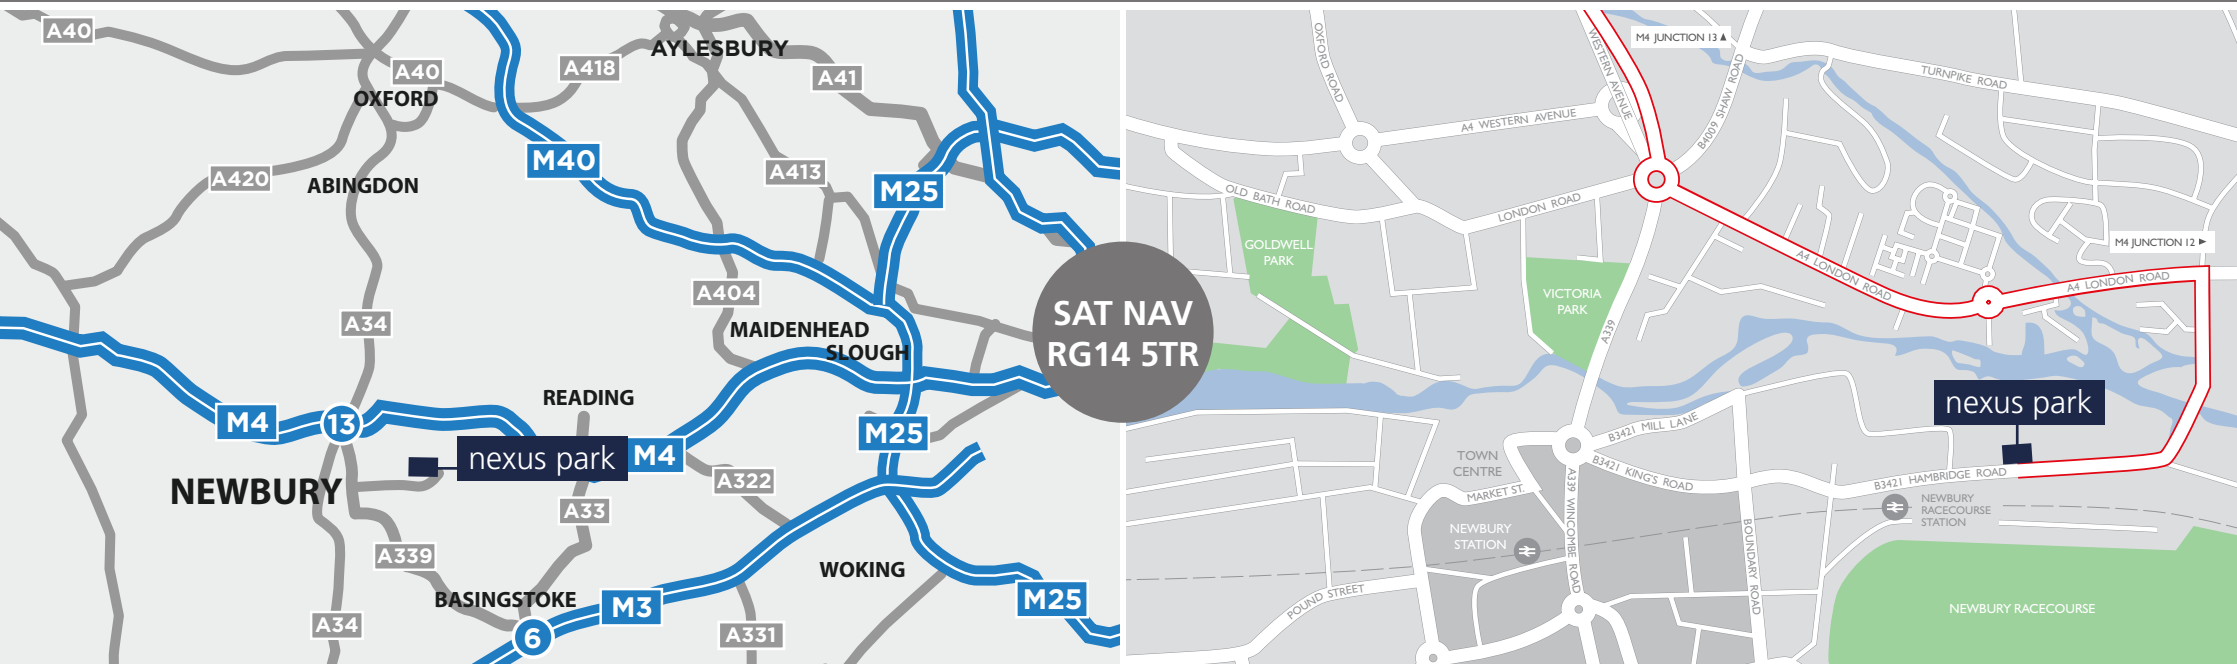 A40
A40
OXFORD
A418
AYLESBURY
A41
A420
ABINGDON
M40
A413
M25
A34
A404
MAIDENHEAD
SLOUGH
M4
13
READING
nexus park
M4
M25
NEWBURY
A322
A33
A339
BASINGSTOKE
M3
WOKING
M25
A34
6
A331
SAT NAV
RG14 5TR
OXFORD ROAD
WESTERN AVENUE
M4 JUNCTION 13 ▲
B4009 SHAW ROAD
TURNPIKE ROAD
A4 WESTERN AVENUE
OLD BATH ROAD
LONDON ROAD
GOLDWELL
PARK
VICTORIA
PARK
A339
A4 LONDON ROAD
M4 JUNCTION 12 ►
A4 LONDON ROAD
nexus park
B3421 MILL LANE
B3421 KING'S ROAD
B3421 HAMBRIDGE ROAD
TOWN
CENTRE
MARKET ST.
NEWBURY
STATION
A339 WINCOMBE ROAD
BOUNDARY ROAD
NEWBURY
RACECOURSE
STATION
POUND STREET
NEWBURY RACECOURSE